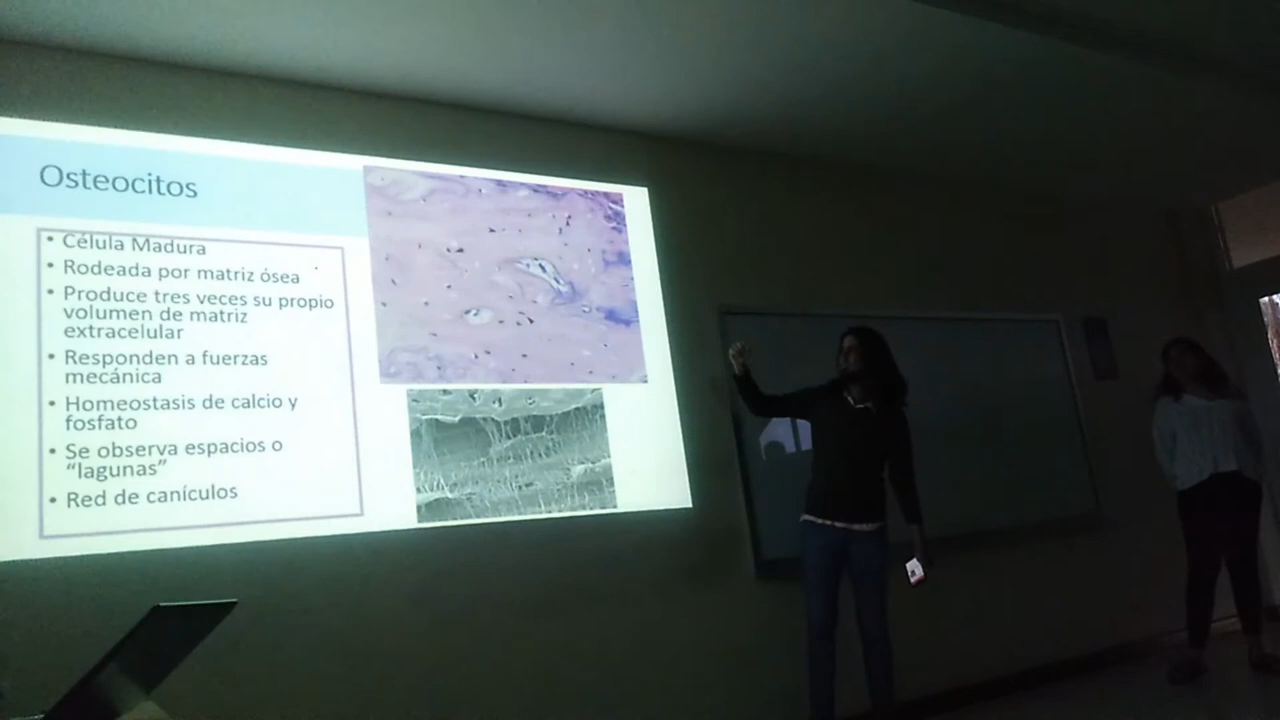 Osteocitos
• Célula Madura
• Rodeada por matriz ósea
• Produce tres veces su propio
volumen de matriz
extracelular
• Responden a fuerzas
mecánica
• Homeostasis de calcio y
fosfato
• Se observa espacios o
“lagunas”
• Red de canículos